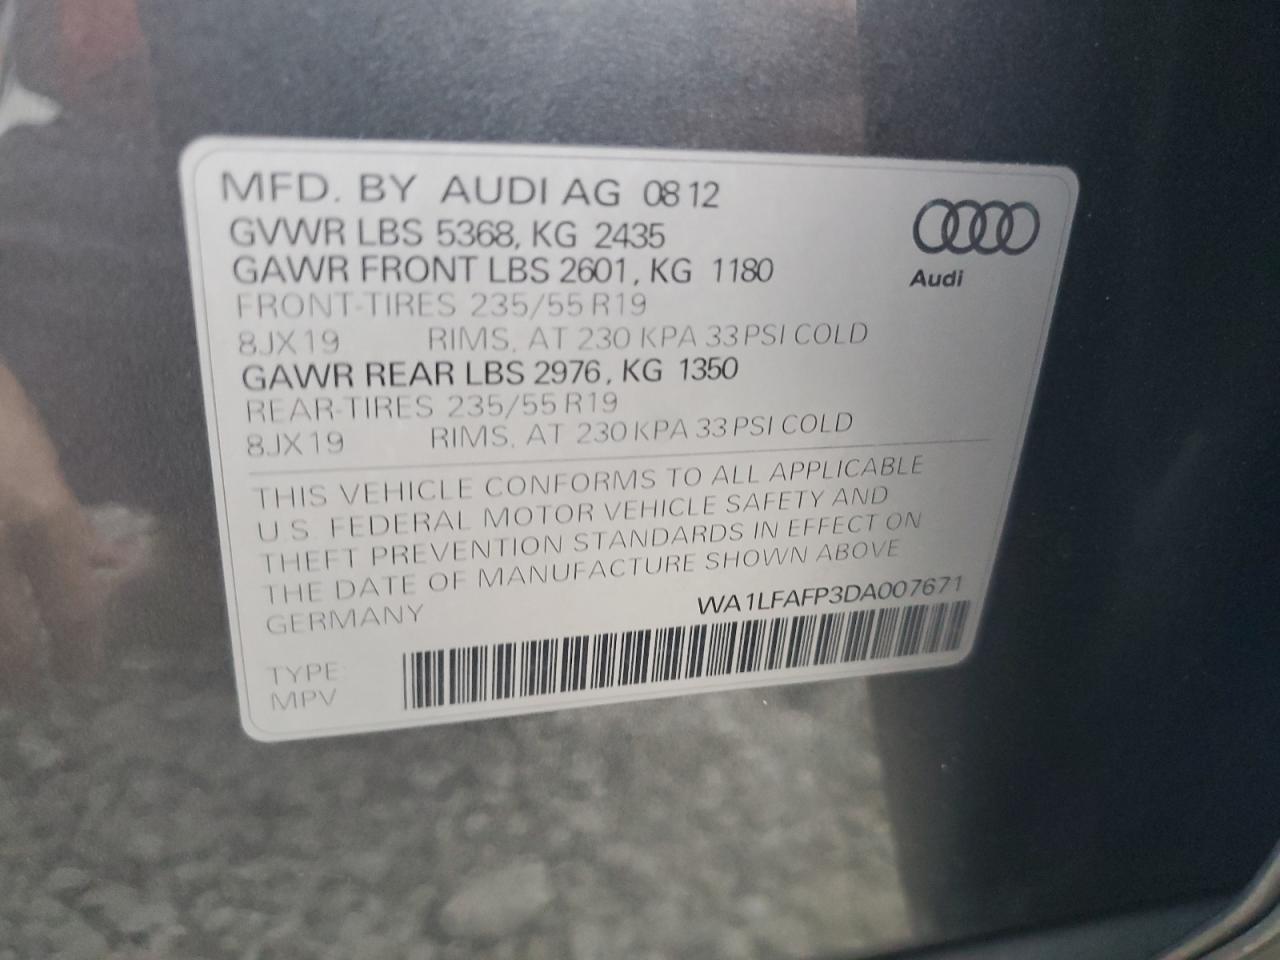 MFD. BY AUDI AG 08 12
GVWR LBS 5368, KG 2435
GAWR FRONT LBS 2601, KG 1180
FRONT-TIRES 235/55 R19
8JX19 RIMS, AT 230 KPA 33 PSI COLD
GAWR REAR LBS 2976, KG 1350
REAR-TIRES 235/55 R19
8JX19 RIMS, AT 230 KPA 33 PSI COLD
Audi
THIS VEHICLE CONFORMS TO ALL APPLICABLE
U.S. FEDERAL MOTOR VEHICLE SAFETY AND
THEFT PREVENTION STANDARDS IN EFFECT ON
THE DATE OF MANUFACTURE SHOWN ABOVE
GERMANY WA1LFAFP3DA007671
TYPE:
MPV